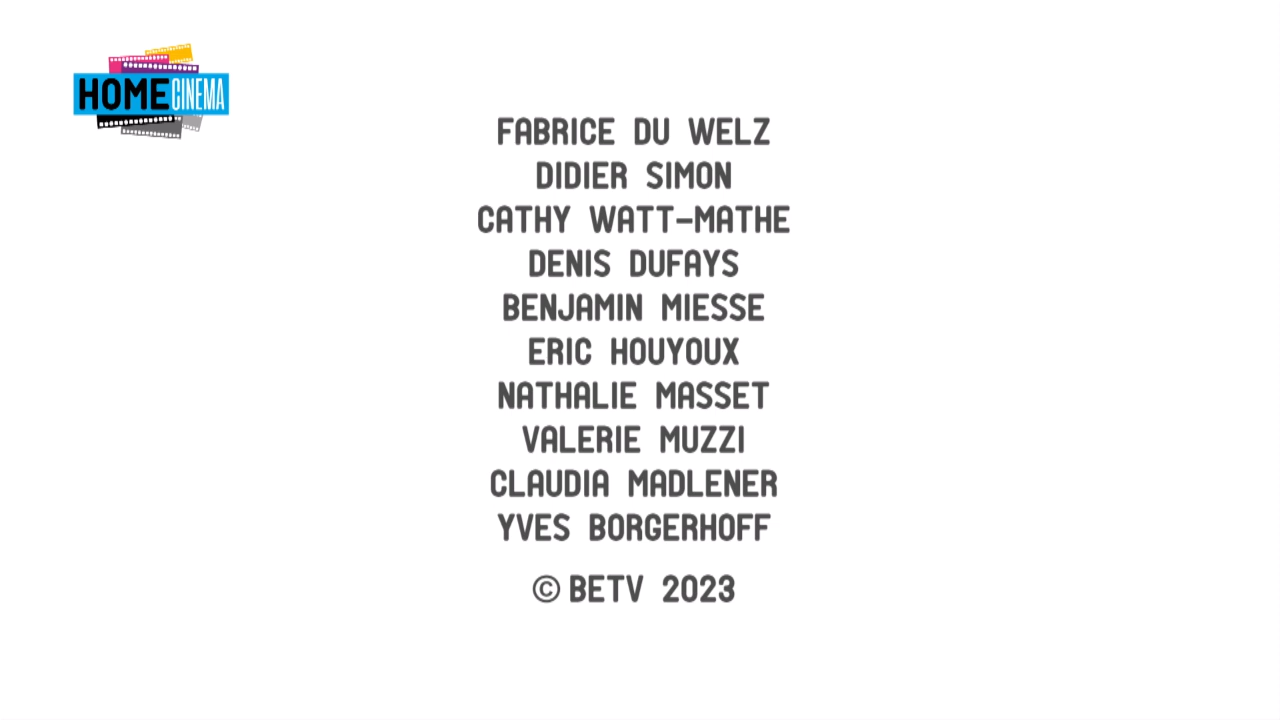 HOME CINEMA
FABRICE DU WELZ
DIDIER SIMON
CATHY WATT-MATHE
DENIS DUFAYS
BENJAMIN MIESSE
ERIC HOUYOUX
NATHALIE MASSET
VALERIE MUZZI
CLAUDIA MADLENER
YVES BORGERHOFF
© BETV 2023